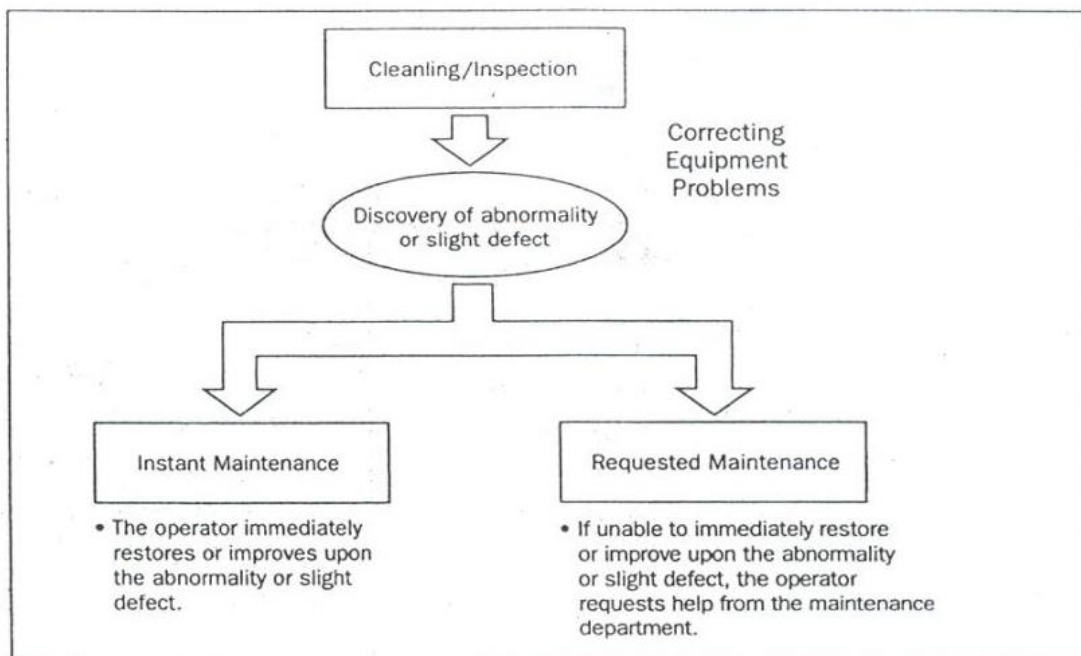 Cleanling/Inspection
Correcting
Equipment
Problems
Discovery of abnormality
or slight defect
Instant Maintenance
• The operator immediately
restores or improves upon
the abnormality or slight
defect.
Requested Maintenance
• If unable to immediately restore
or improve upon the abnormality
or slight defect, the operator
requests help from the maintenance
department.